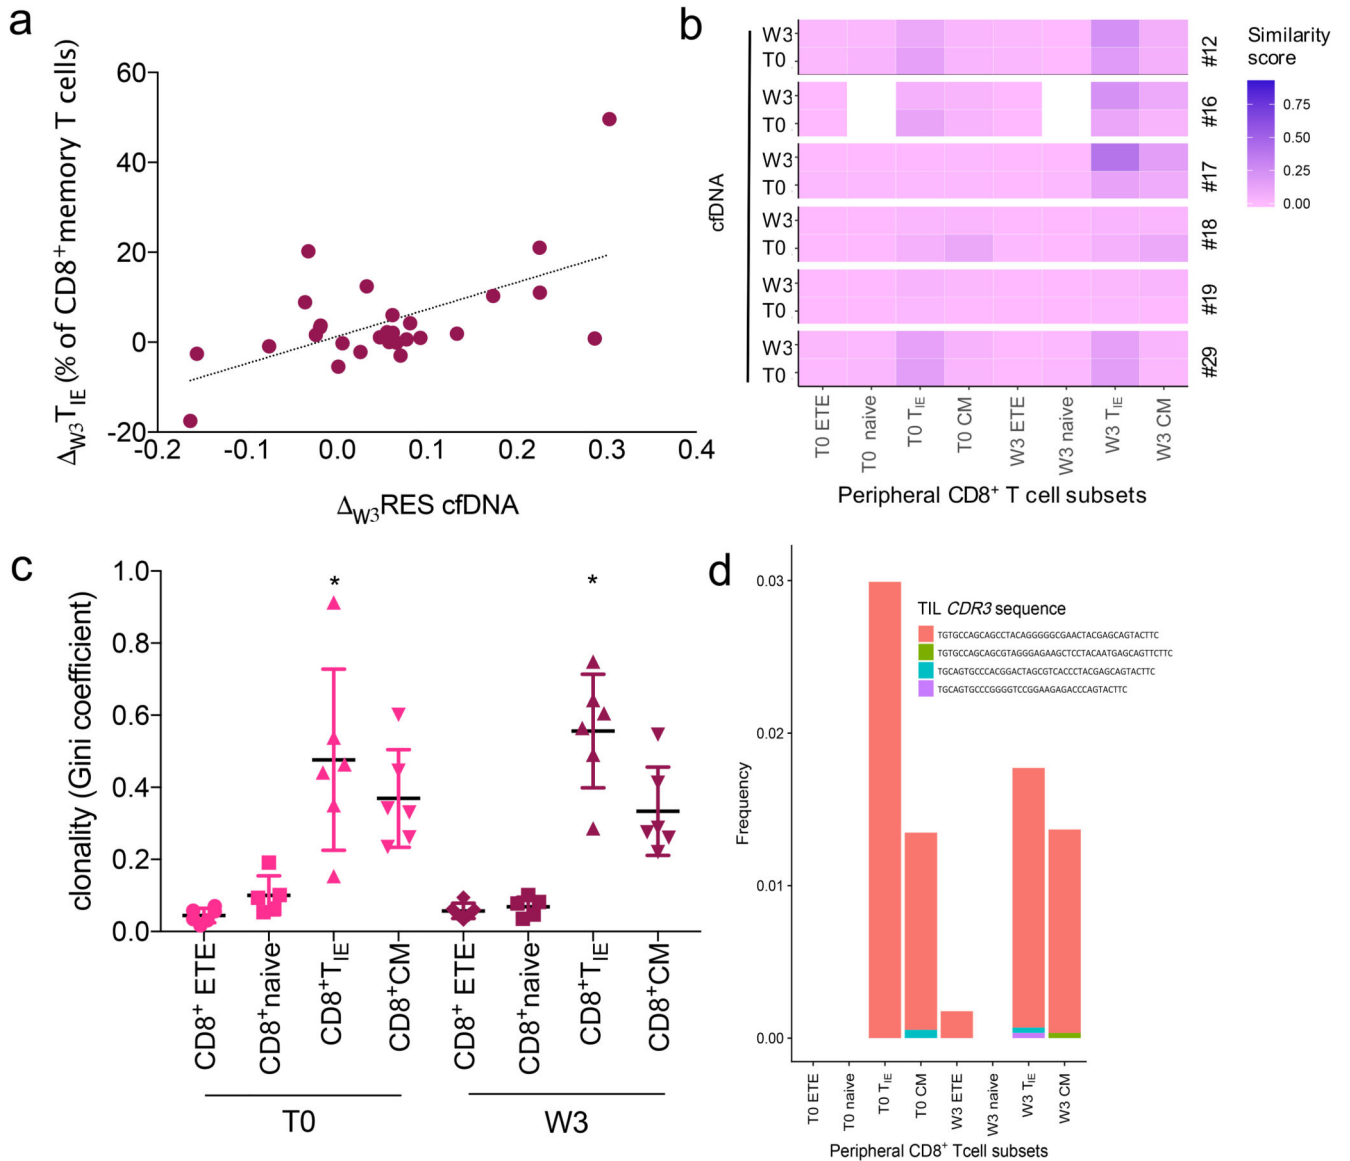 a
Δ_W3 T_IE (% of CD8⁺memory T cells)
60
40
20
0
-20
-0.2
-0.1
0.0
0.1
0.2
0.3
0.4
Δ_W3 RES cfDNA
b
cfDNA
W3
T0
#12
W3
T0
#16
W3
T0
#17
W3
T0
#18
W3
T0
#19
W3
T0
#29
T0 ETE
T0 naive
T0 T_IE
T0 CM
W3 ETE
W3 naive
W3 T_IE
W3 CM
Peripheral CD8⁺ T cell subsets
Similarity
score
0.75
0.50
0.25
0.00
c
clonality (Gini coefficient)
1.0
0.8
0.6
0.4
0.2
0.0
*
*
CD8⁺ ETE
CD8⁺naive
CD8⁺T_IE
CD8⁺CM
CD8⁺ ETE
CD8⁺naive
CD8⁺T_IE
CD8⁺CM
T0
W3
d
Frequency
0.03
0.02
0.01
0.00
TIL CDR3 sequence
TGTGCCAGCAGCCTACAGGGGGCGAACTACGAGCAGTACTTC
TGTGCCAGCAGCGTAGGGAGAAGCTCCTACAATGAGCAGTTCTTC
TGCAGTGCCCACGGACTAGCGTCACCCTACGAGCAGTACTTC
TGCAGTGCCCGGGGTCCGGAAGAGACCCAGTACTTC
T0 ETE
T0 naive
T0 T_IE
T0 CM
W3 ETE
W3 naive
W3 T_IE
W3 CM
Peripheral CD8⁺ Tcell subsets